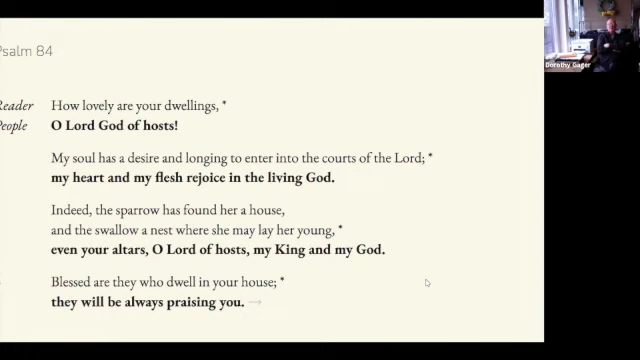 Psalm 84
Reader How lovely are your dwellings, *
People O Lord God of hosts!
My soul has a desire and longing to enter into the courts of the Lord; *
my heart and my flesh rejoice in the living God.
Indeed, the sparrow has found her a house,
and the swallow a nest where she may lay her young, *
even your altars, O Lord of hosts, my King and my God.
Blessed are they who dwell in your house; *
they will be always praising you. →
Dorothy Gager